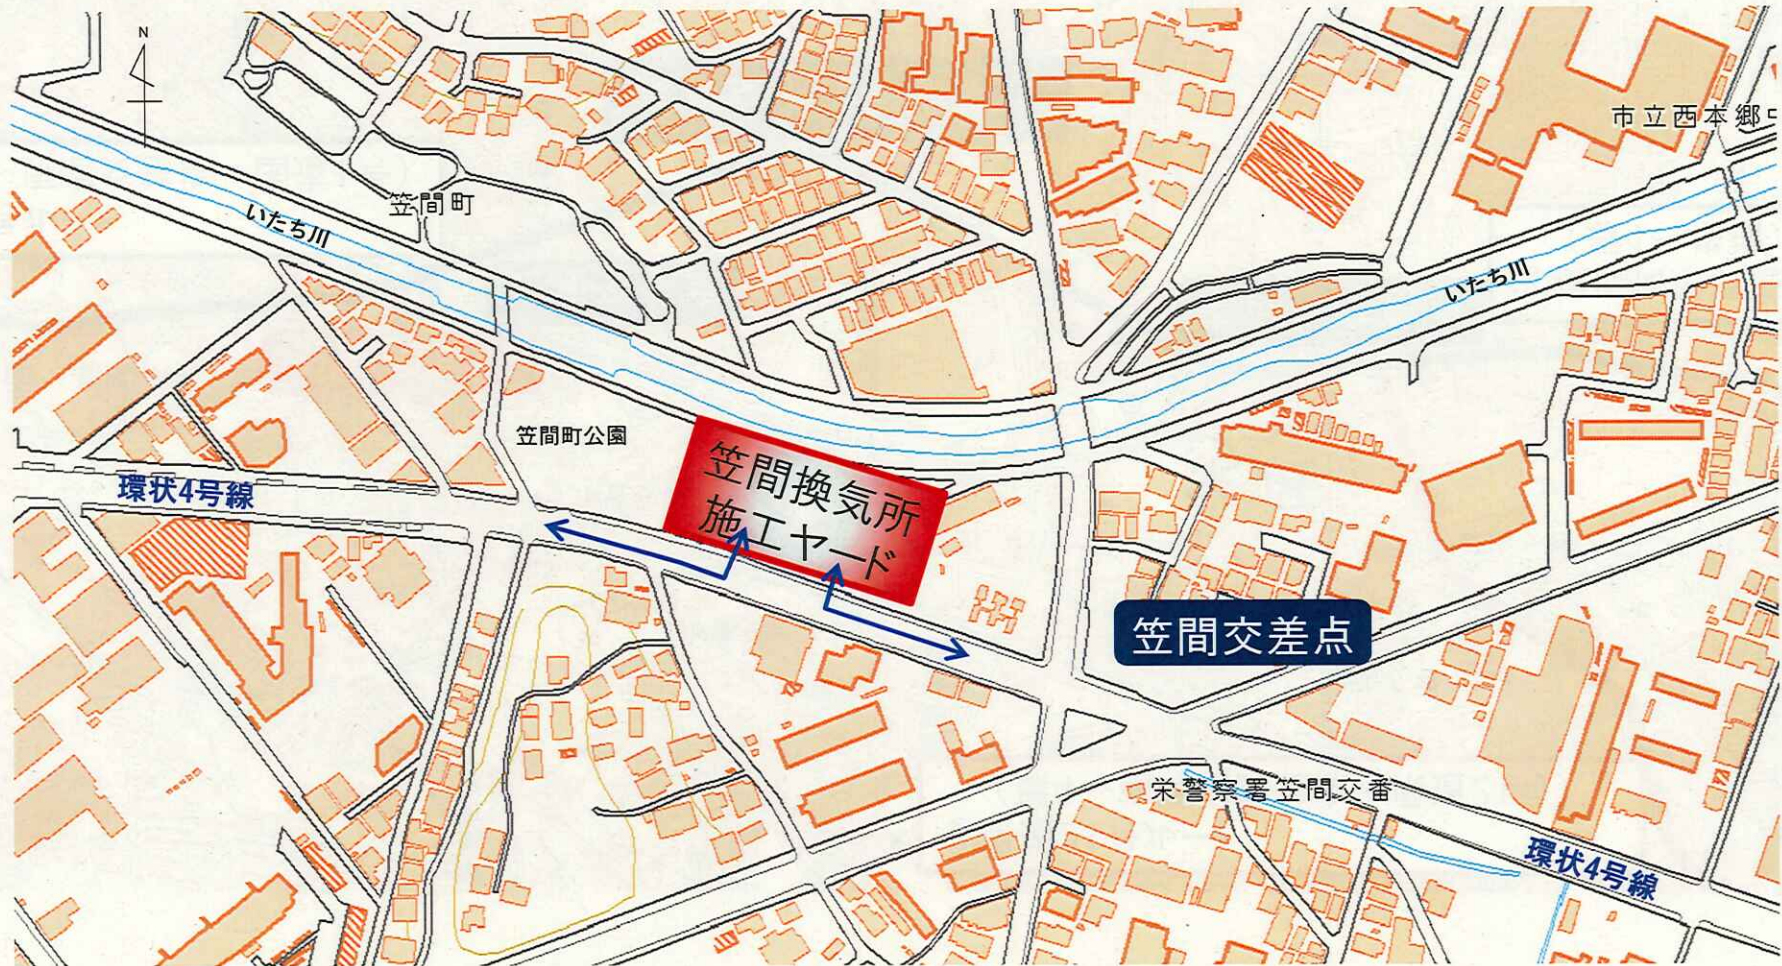 N
市立西本郷中
笠間町
いたち川
いたち川
笠間町公園
笠間換気所
施工ヤード
環状4号線
笠間交差点
栄警察署笠間交番
環状4号線